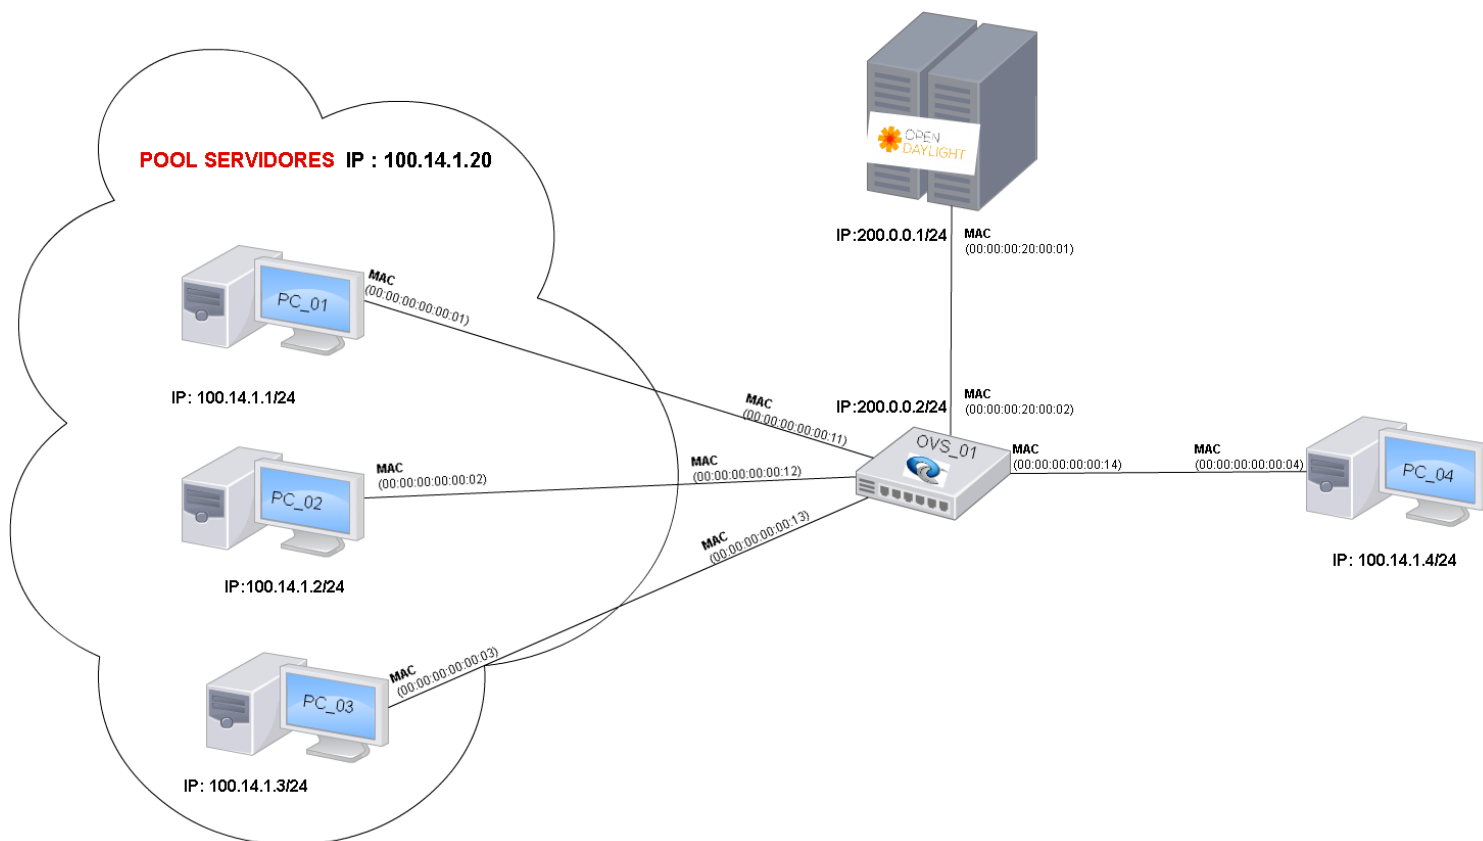 OPEN
DAYLIGHT
POOL SERVIDORES IP : 100.14.1.20
IP:200.0.0.1/24
MAC
(00:00:00:20:00:01)
PC_01
MAC
(00:00:00:00:00:01)
IP: 100.14.1.1/24
MAC
(00:00:00:00:00:11)
IP:200.0.0.2/24
MAC
(00:00:00:20:00:02)
OVS_01
PC_02
MAC
(00:00:00:00:00:02)
MAC
(00:00:00:00:00:12)
MAC
(00:00:00:00:00:14)
MAC
(00:00:00:00:00:04)
PC_04
IP:100.14.1.2/24
MAC
(00:00:00:00:00:13)
IP: 100.14.1.4/24
PC_03
MAC
(00:00:00:00:00:03)
IP: 100.14.1.3/24